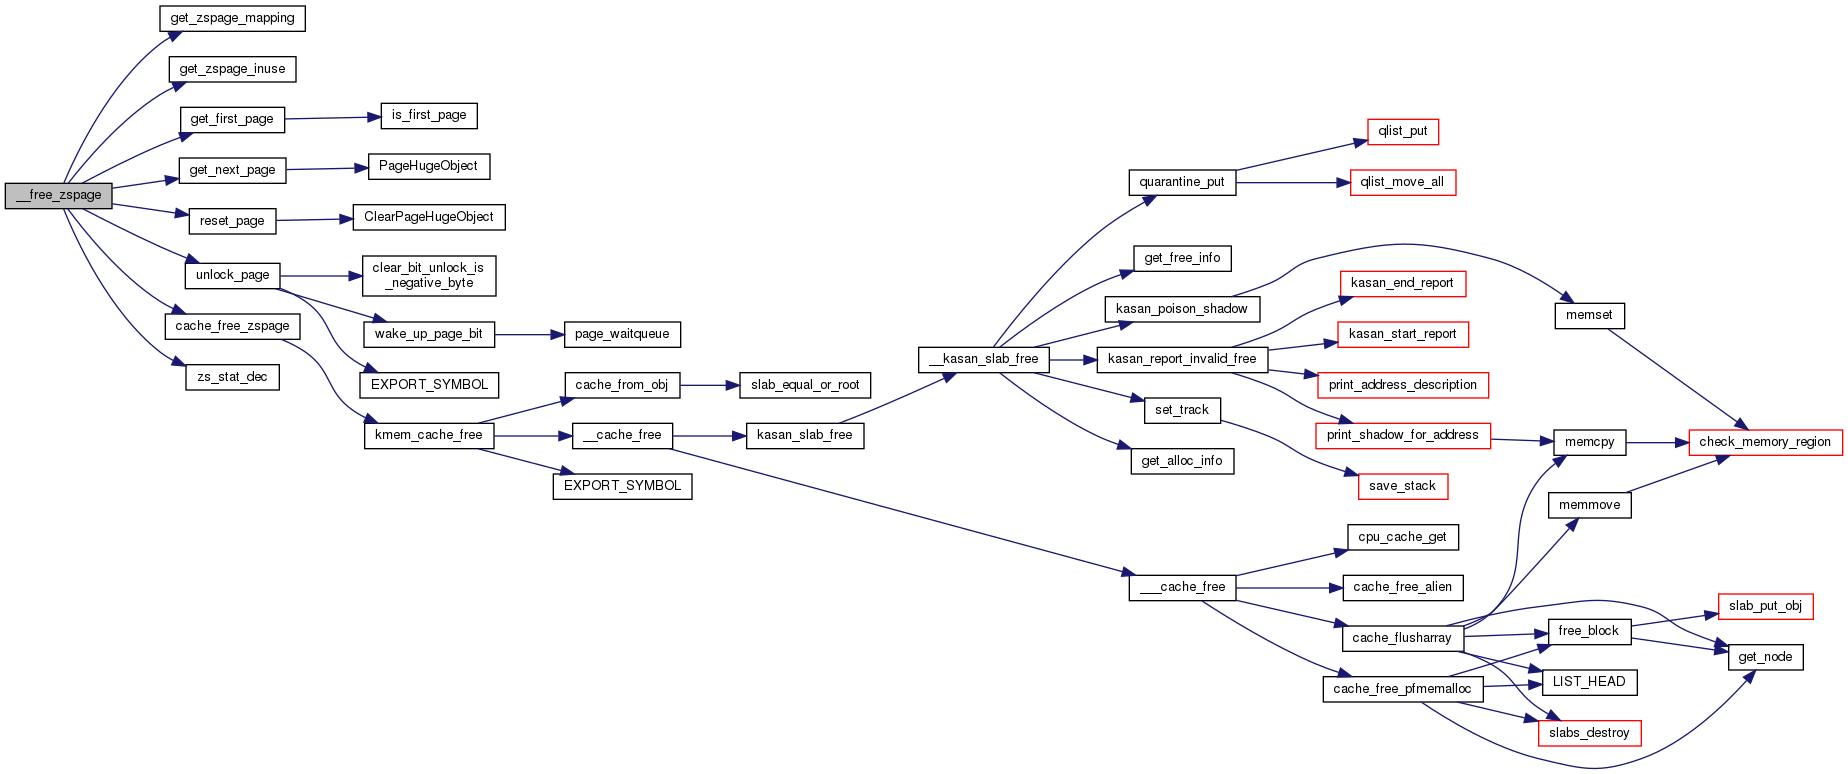 get_zspage_mapping
get_zspage_inuse
get_first_page
is_first_page
get_next_page
PageHugeObject
__free_zspage
reset_page
ClearPageHugeObject
unlock_page
clear_bit_unlock_is
_negative_byte
cache_free_zspage
wake_up_page_bit
page_waitqueue
zs_stat_dec
EXPORT_SYMBOL
cache_from_obj
slab_equal_or_root
kmem_cache_free
__cache_free
kasan_slab_free
EXPORT_SYMBOL
__kasan_slab_free
quarantine_put
qlist_put
qlist_move_all
get_free_info
kasan_poison_shadow
kasan_end_report
memset
kasan_report_invalid_free
kasan_start_report
print_address_description
set_track
print_shadow_for_address
memcpy
check_memory_region
get_alloc_info
save_stack
memmove
cpu_cache_get
___cache_free
cache_free_alien
cache_flusharray
free_block
slab_put_obj
get_node
cache_free_pfmemalloc
LIST_HEAD
slabs_destroy